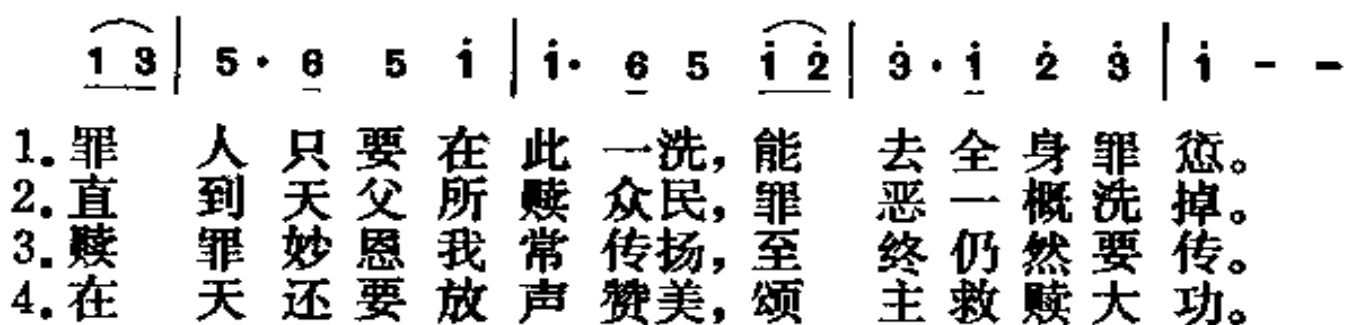 1 3 | 5 · 6 5 i | i · 6 5 i 2 | 3 · i 2 3 | i - -
1.罪人只要在此一洗,能去全身罪愆。
2.直到天父所赎众民,罪恶一概洗掉。
3.赎罪妙恩我常传扬,至终仍然要传。
4.在天还要放声赞美,颂主救赎大功。